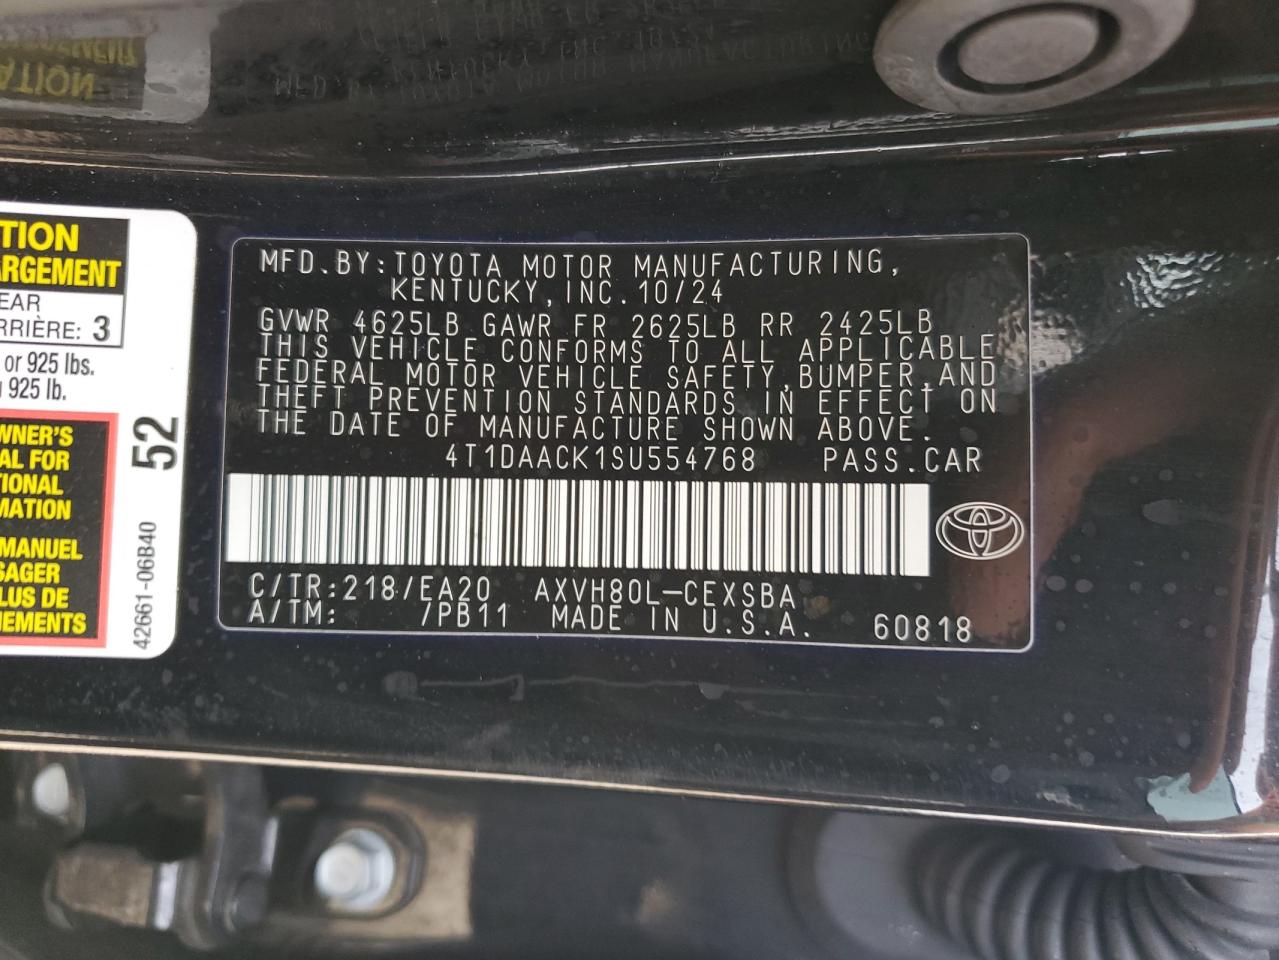 TION
ARGEMENT
EAR
RRIÈRE: 3
or 925 lbs.
925 lb.
WNER'S
AL FOR
TIONAL
MATION
MANUEL
SAGER
LUS DE
NEMENTS
52
42661-06B40
MFD.BY:TOYOTA MOTOR MANUFACTURING,
KENTUCKY,INC.10/24
GVWR 4625LB GAWR FR 2625LB RR 2425LB
THIS VEHICLE CONFORMS TO ALL APPLICABLE
FEDERAL MOTOR VEHICLE SAFETY,BUMPER,AND
THEFT PREVENTION STANDARDS IN EFFECT ON
THE DATE OF MANUFACTURE SHOWN ABOVE.
4T1DAACK1SU554768 PASS.CAR
C/TR:218/EA20 AXVH80L-CEXSBA
A/TM: /PB11 MADE IN U.S.A. 60818